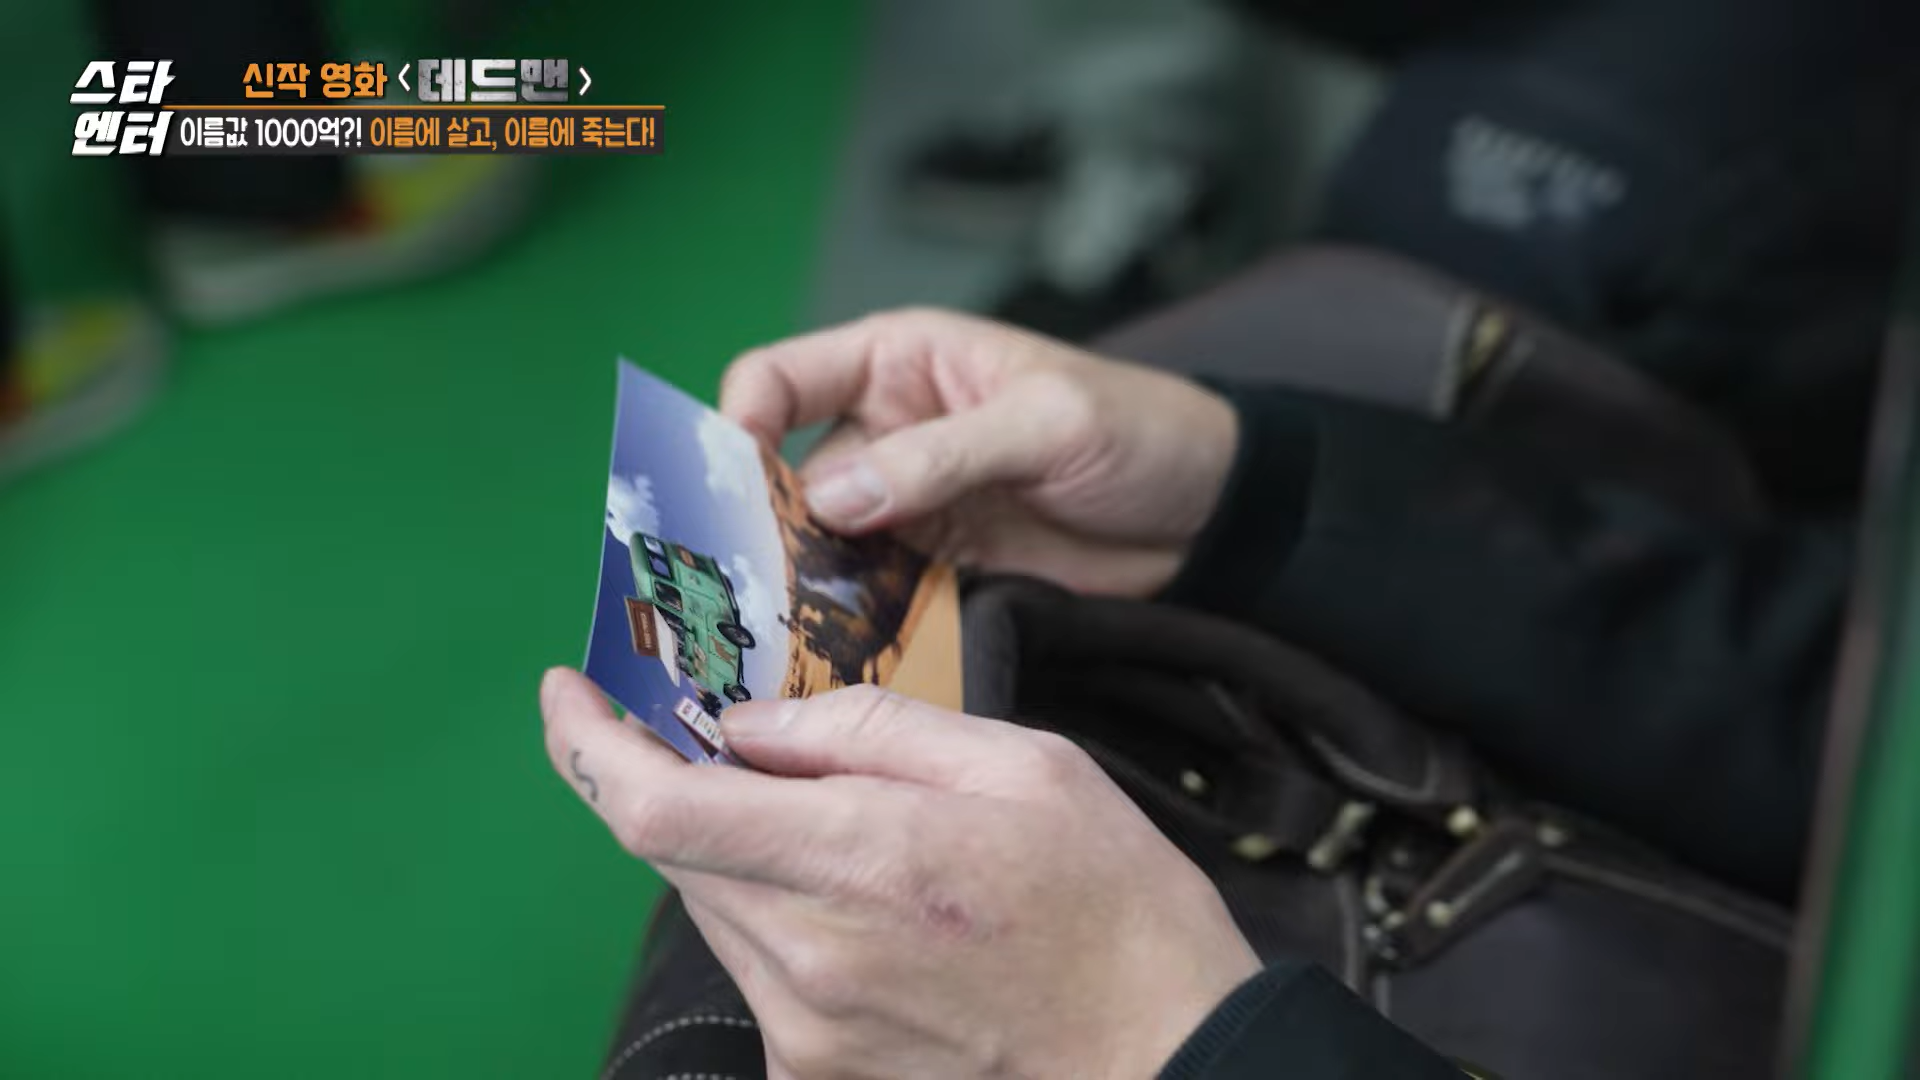 스타
엔터
신작 영화 <데드맨>
이름값 1000억?! 이름에 살고, 이름에 죽는다!